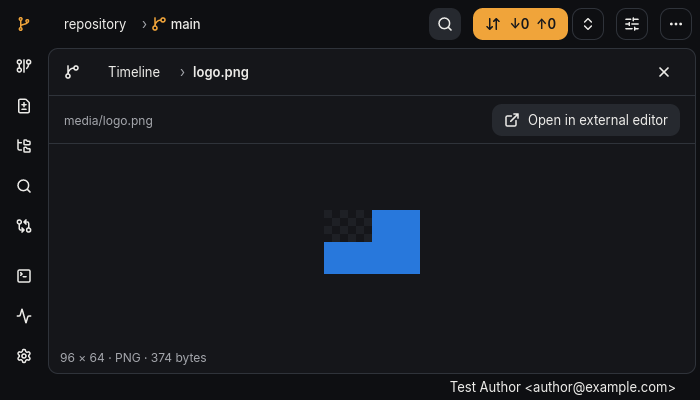 repository › main
↓0 ↑0
Timeline › logo.png
media/logo.png
Open in external editor
96 × 64 · PNG · 374 bytes
Test Author <author@example.com>